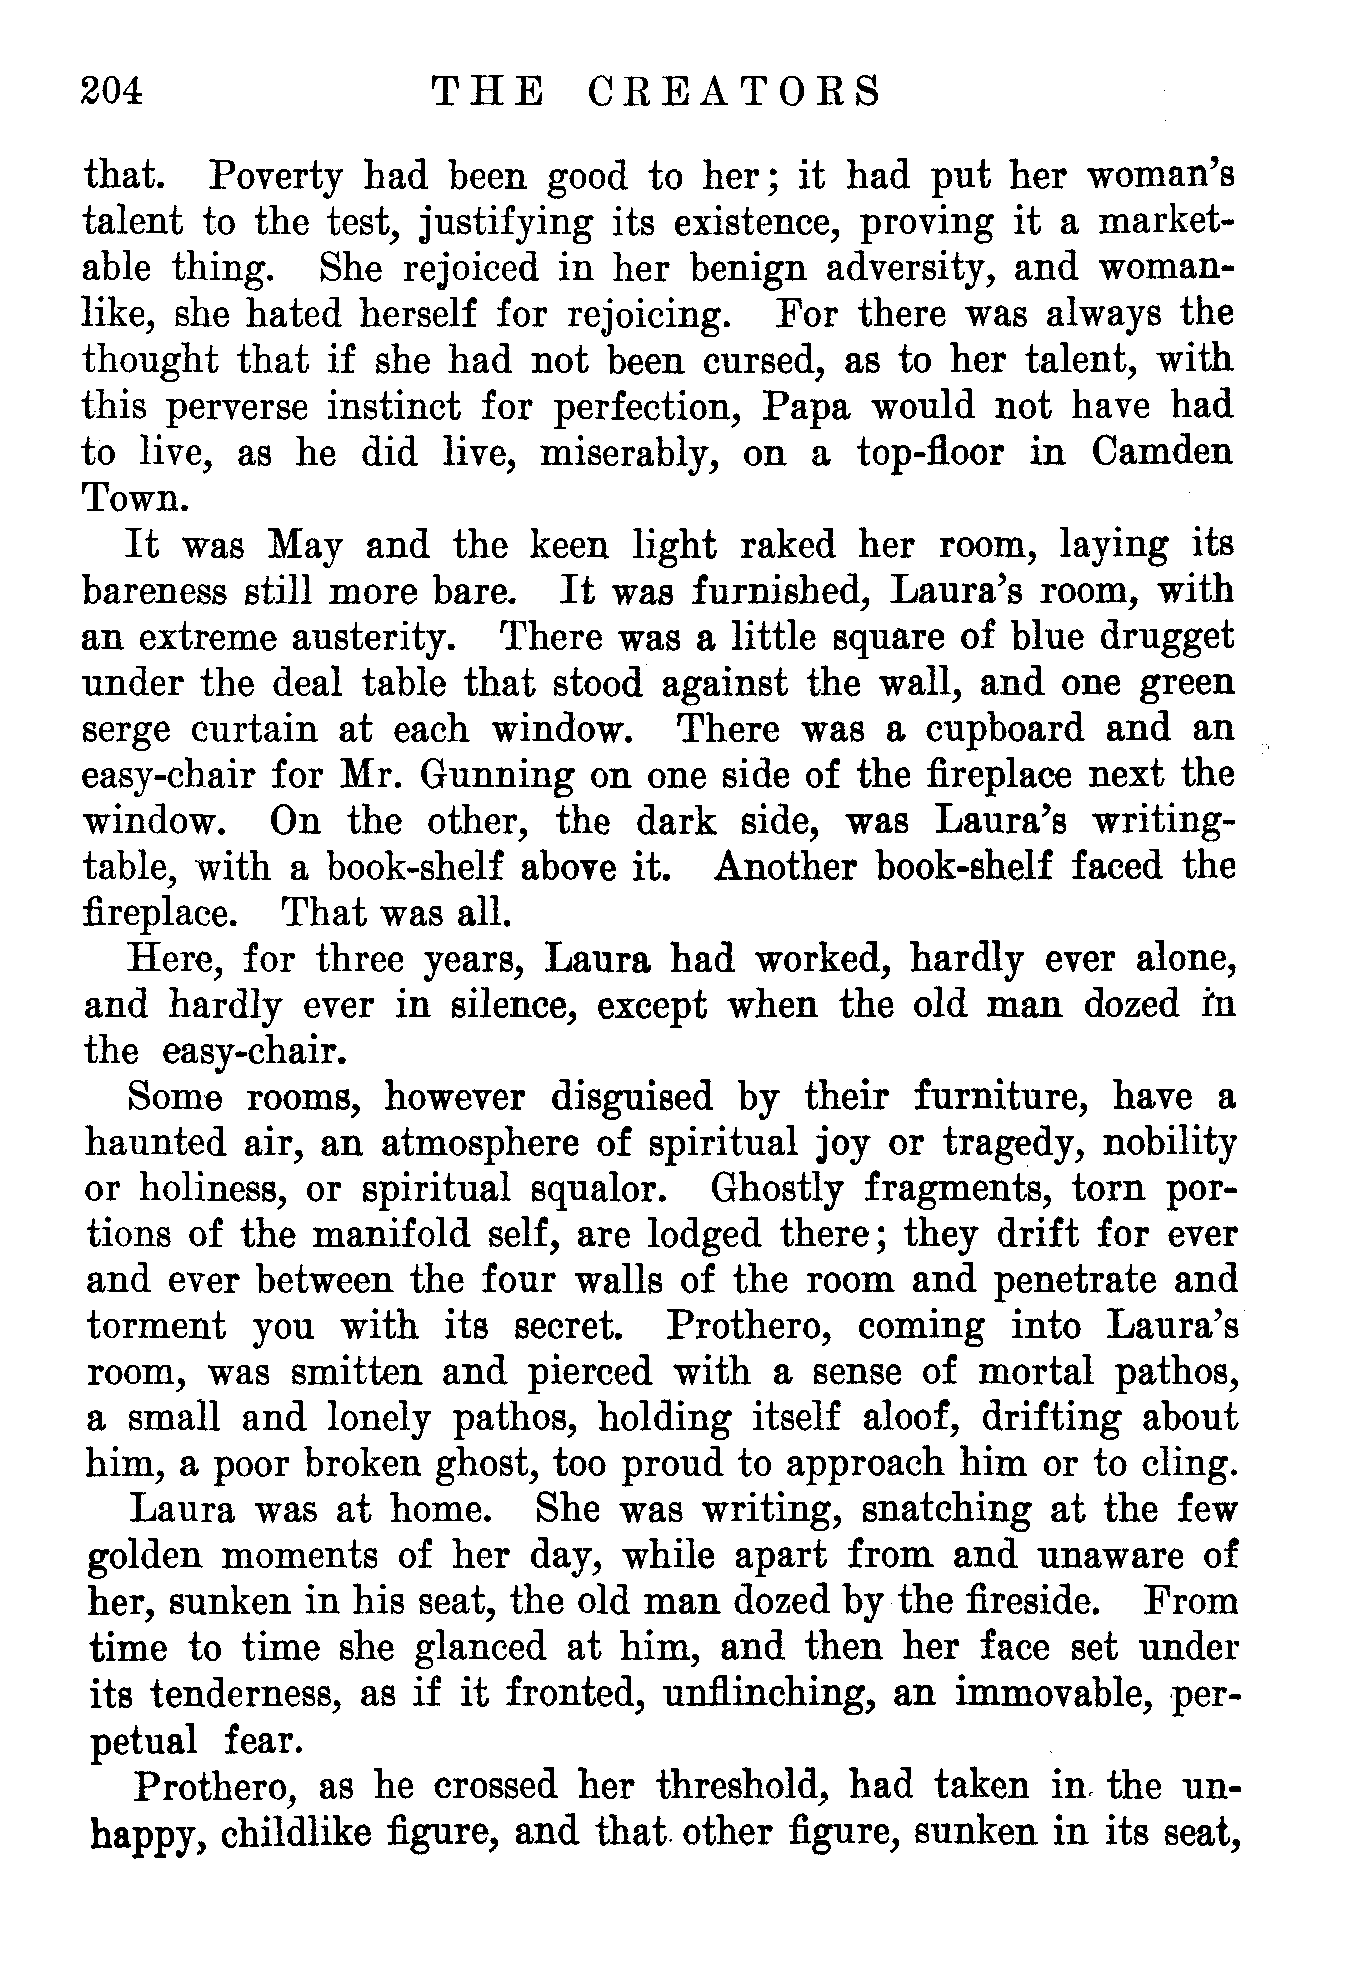 204 THE CREATORS
that. Poverty had been good to her; it had put her woman's
talent to the test, justifying its existence, proving it a market-
able thing. She rejoiced in her benign adversity, and woman-
like, she hated herself for rejoicing. For there was always the
thought that if she had not been cursed, as to her talent, with
this perverse instinct for perfection, Papa would not have had
to live, as he did live, miserably, on a top-floor in Camden
Town.
It was May and the keen light raked her room, laying its
bareness still more bare. It was furnished, Laura's room, with
an extreme austerity. There was a little square of blue drugget
under the deal table that stood against the wall, and one green
serge curtain at each window. There was a cupboard and an
easy-chair for Mr. Gunning on one side of the fireplace next the
window. On the other, the dark side, was Laura's writing-
table, with a book-shelf above it. Another book-shelf faced the
fireplace. That was all.
Here, for three years, Laura had worked, hardly ever alone,
and hardly ever in silence, except when the old man dozed in
the easy-chair.
Some rooms, however disguised by their furniture, have a
haunted air, an atmosphere of spiritual joy or tragedy, nobility
or holiness, or spiritual squalor. Ghostly fragments, torn por-
tions of the manifold self, are lodged there; they drift for ever
and ever between the four walls of the room and penetrate and
torment you with its secret. Prothero, coming into Laura's
room, was smitten and pierced with a sense of mortal pathos,
a small and lonely pathos, holding itself aloof, drifting about
him, a poor broken ghost, too proud to approach him or to cling.
Laura was at home. She was writing, snatching at the few
golden moments of her day, while apart from and unaware of
her, sunken in his seat, the old man dozed by the fireside. From
time to time she glanced at him, and then her face set under
its tenderness, as if it fronted, unflinching, an immovable, per-
petual fear.
Prothero, as he crossed her threshold, had taken in the un-
happy, childlike figure, and that other figure, sunken in its seat,